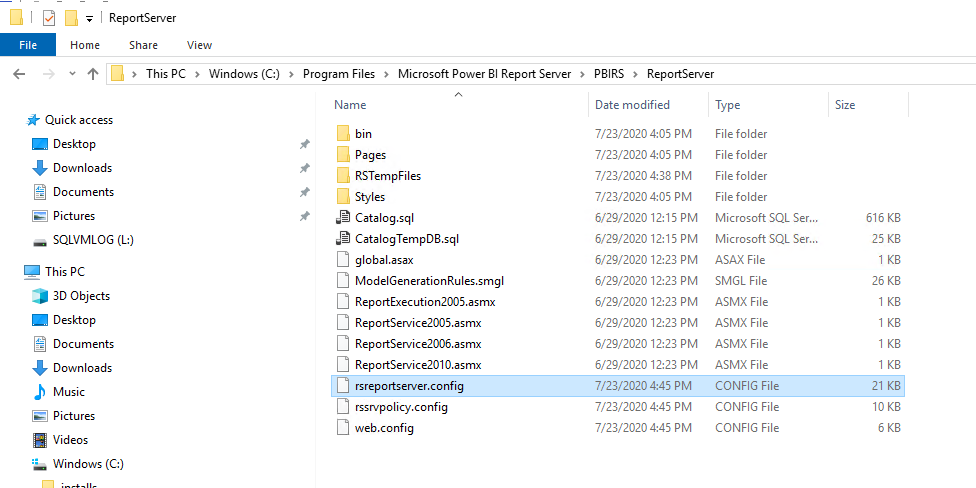 ReportServer
File Home Share View
This PC Windows (C:) Program Files Microsoft Power BI Report Server PBIRS ReportServer
Name Date modified Type Size
Quick access
Desktop
Downloads
Documents
Pictures
SQLVMLOG (L:)
This PC
3D Objects
Desktop
Documents
Downloads
Music
Pictures
Videos
Windows (C:)
installs
bin 7/23/2020 4:05 PM File folder
Pages 7/23/2020 4:05 PM File folder
RSTempFiles 7/23/2020 4:38 PM File folder
Styles 7/23/2020 4:05 PM File folder
Catalog.sql 6/29/2020 12:15 PM Microsoft SQL Ser... 616 KB
CatalogTempDB.sql 6/29/2020 12:15 PM Microsoft SQL Ser... 25 KB
global.asax 6/29/2020 12:23 PM ASAX File 1 KB
ModelGenerationRules.smgl 6/29/2020 12:23 PM SMGL File 26 KB
ReportExecution2005.asmx 6/29/2020 12:23 PM ASMX File 1 KB
ReportService2005.asmx 6/29/2020 12:23 PM ASMX File 1 KB
ReportService2006.asmx 6/29/2020 12:23 PM ASMX File 1 KB
ReportService2010.asmx 6/29/2020 12:23 PM ASMX File 1 KB
rsreportserver.config 7/23/2020 4:45 PM CONFIG File 21 KB
rssrvpolicy.config 7/23/2020 4:45 PM CONFIG File 10 KB
web.config 7/23/2020 4:45 PM CONFIG File 6 KB